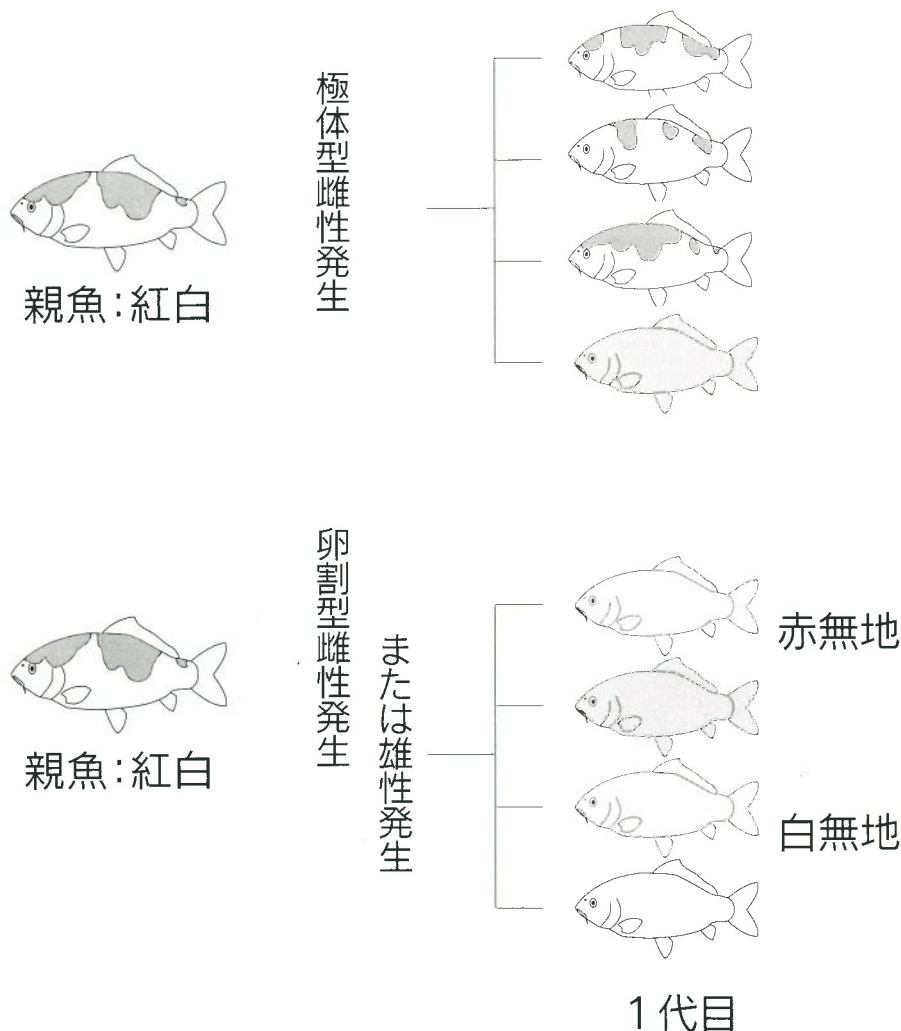 極体型雌性発生
親魚:紅白
卵割型雌性発生
または雄性発生
赤無地
親魚:紅白
白無地
1代目